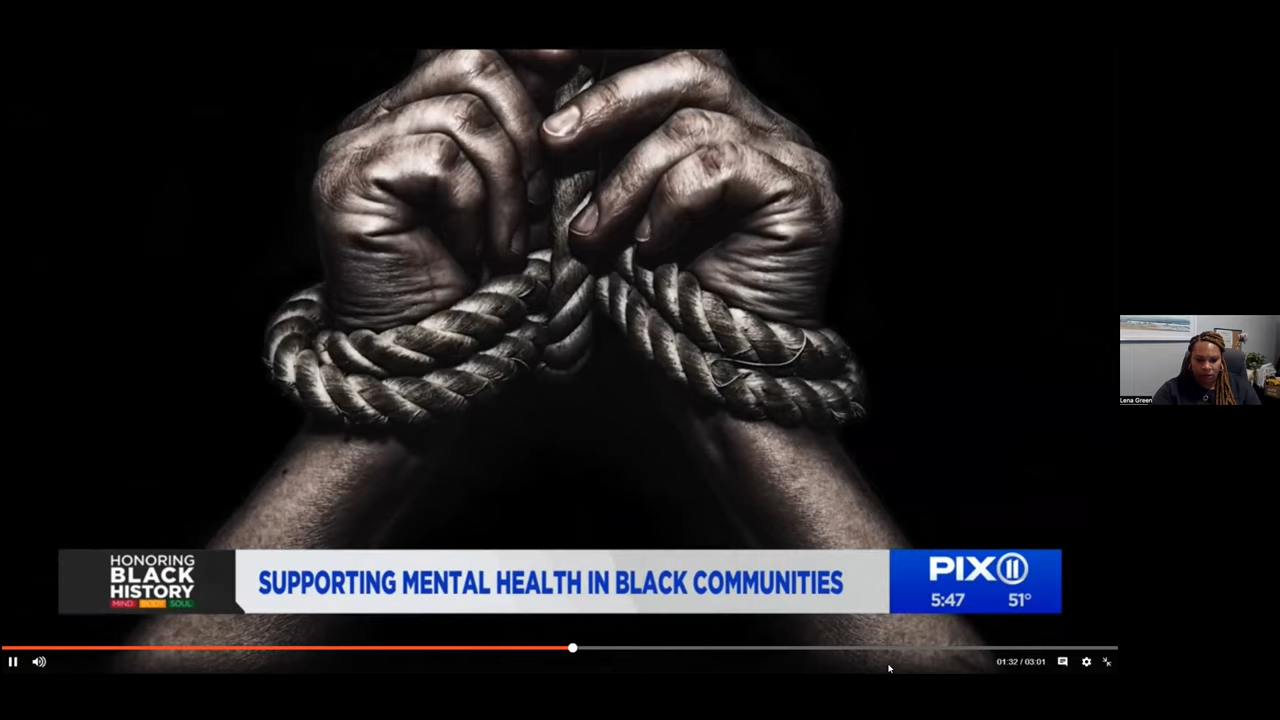 HONORING
BLACK
HISTORY
MIND BODY SOUL
SUPPORTING MENTAL HEALTH IN BLACK COMMUNITIES
PIX11
5:47 51°
01:32 / 03:01
Lena Green